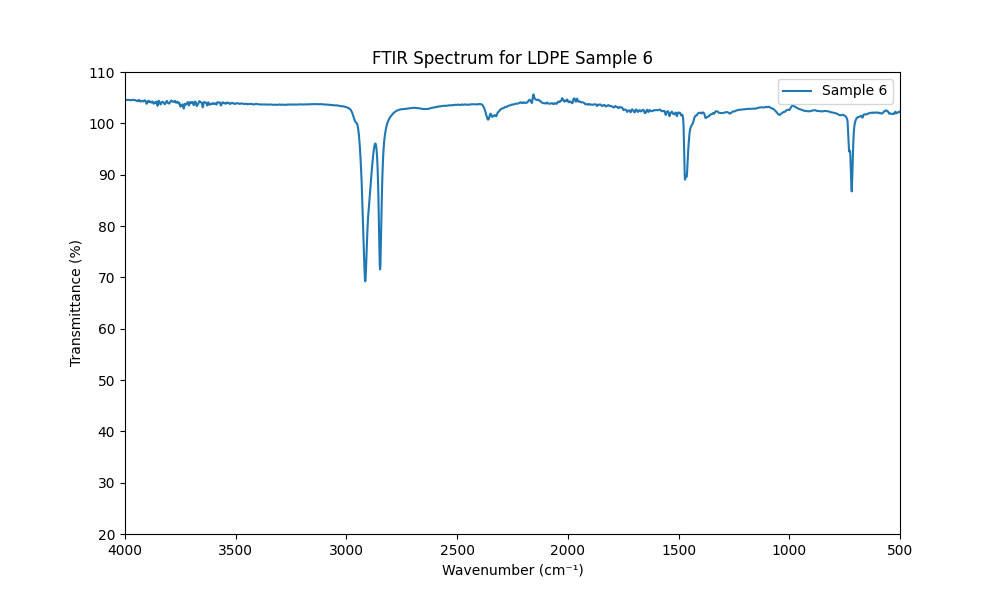 FTIR Spectrum for LDPE Sample 6
Sample 6
Transmittance (%)
110
100
90
80
70
60
50
40
30
20
4000 3500 3000 2500 2000 1500 1000 500
Wavenumber (cm⁻¹)